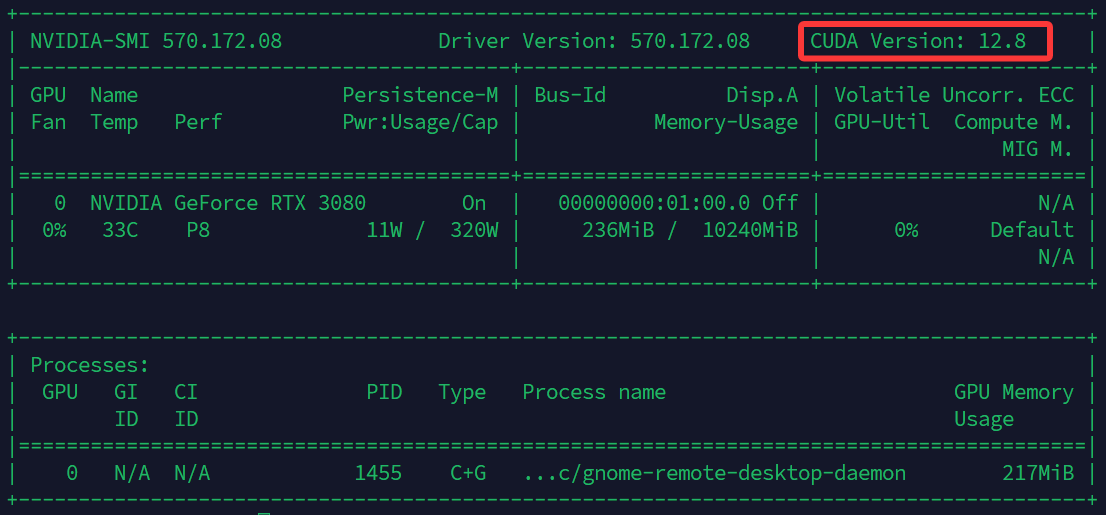 NVIDIA-SMI 570.172.08 Driver Version: 570.172.08 CUDA Version: 12.8
GPU Name Persistence-M | Bus-Id Disp.A | Volatile Uncorr. ECC
Fan Temp Perf Pwr:Usage/Cap | Memory-Usage | GPU-Util Compute M.
MIG M.
0 NVIDIA GeForce RTX 3080 On | 00000000:01:00.0 Off | N/A
0% 33C P8 11W / 320W | 236MiB / 10240MiB | 0% Default
N/A
Processes:
GPU GI CI PID Type Process name GPU Memory
ID ID Usage
0 N/A N/A 1455 C+G ...c/gnome-remote-desktop-daemon 217MiB